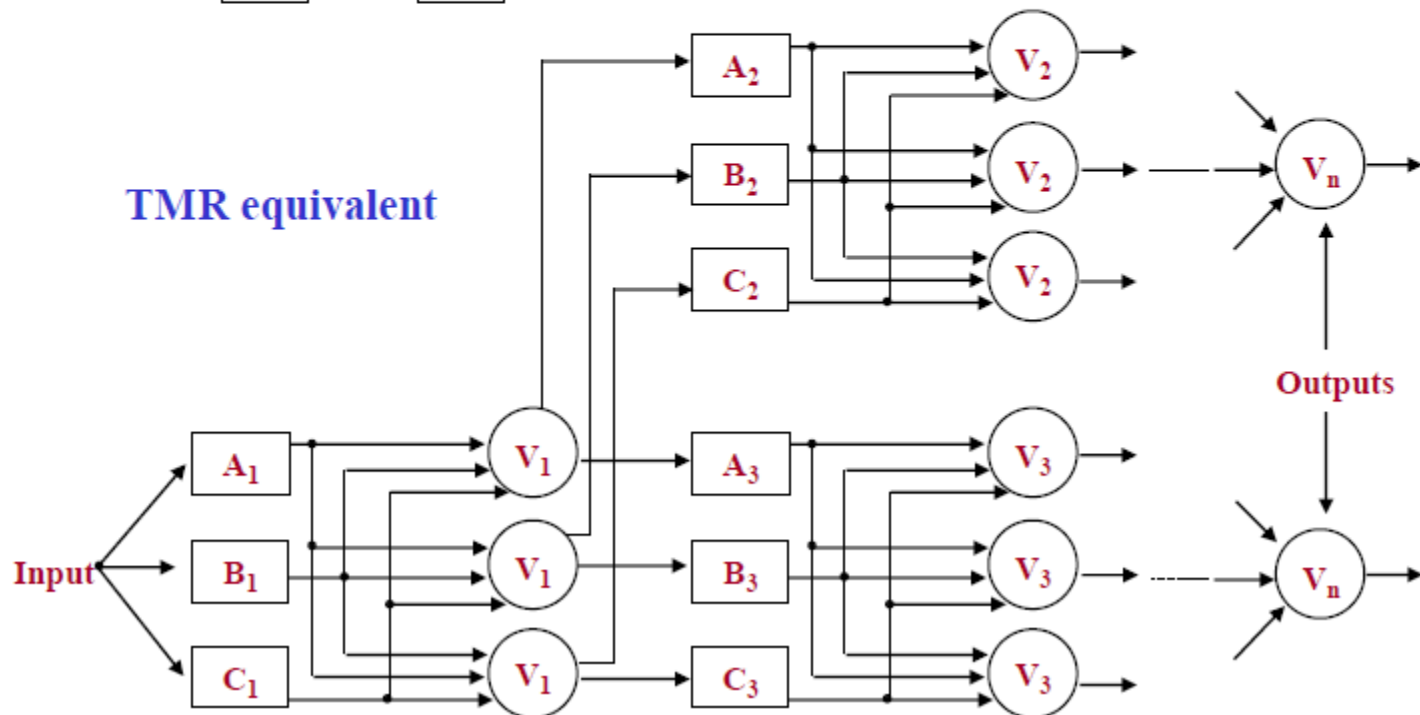 A2
V2
B2
V2
Vn
TMR equivalent
C2
V2
Outputs
A1
V1
A3
V3
Input
B1
V1
B3
V3
Vn
C1
V1
C3
V3